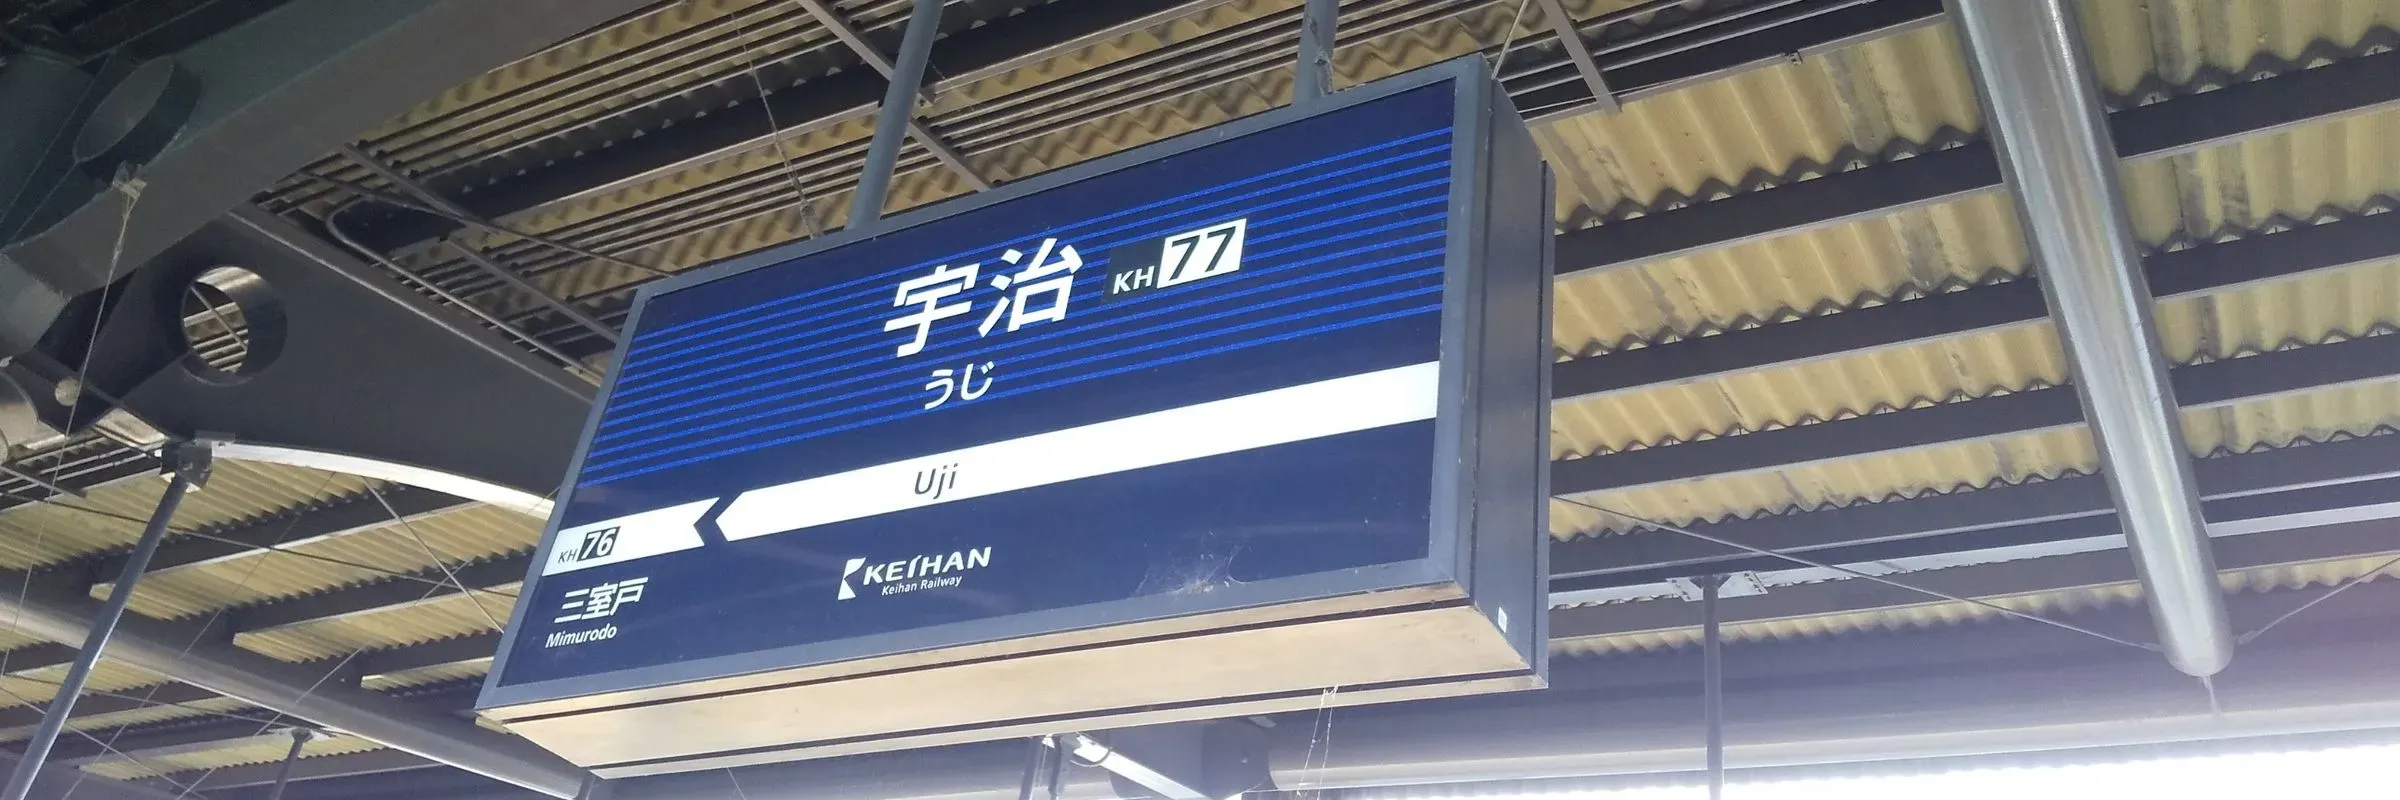 宇治 KH 77
うじ
Uji
KH 76
三室戸
Mimurodo
KEIHAN
Keihan Railway